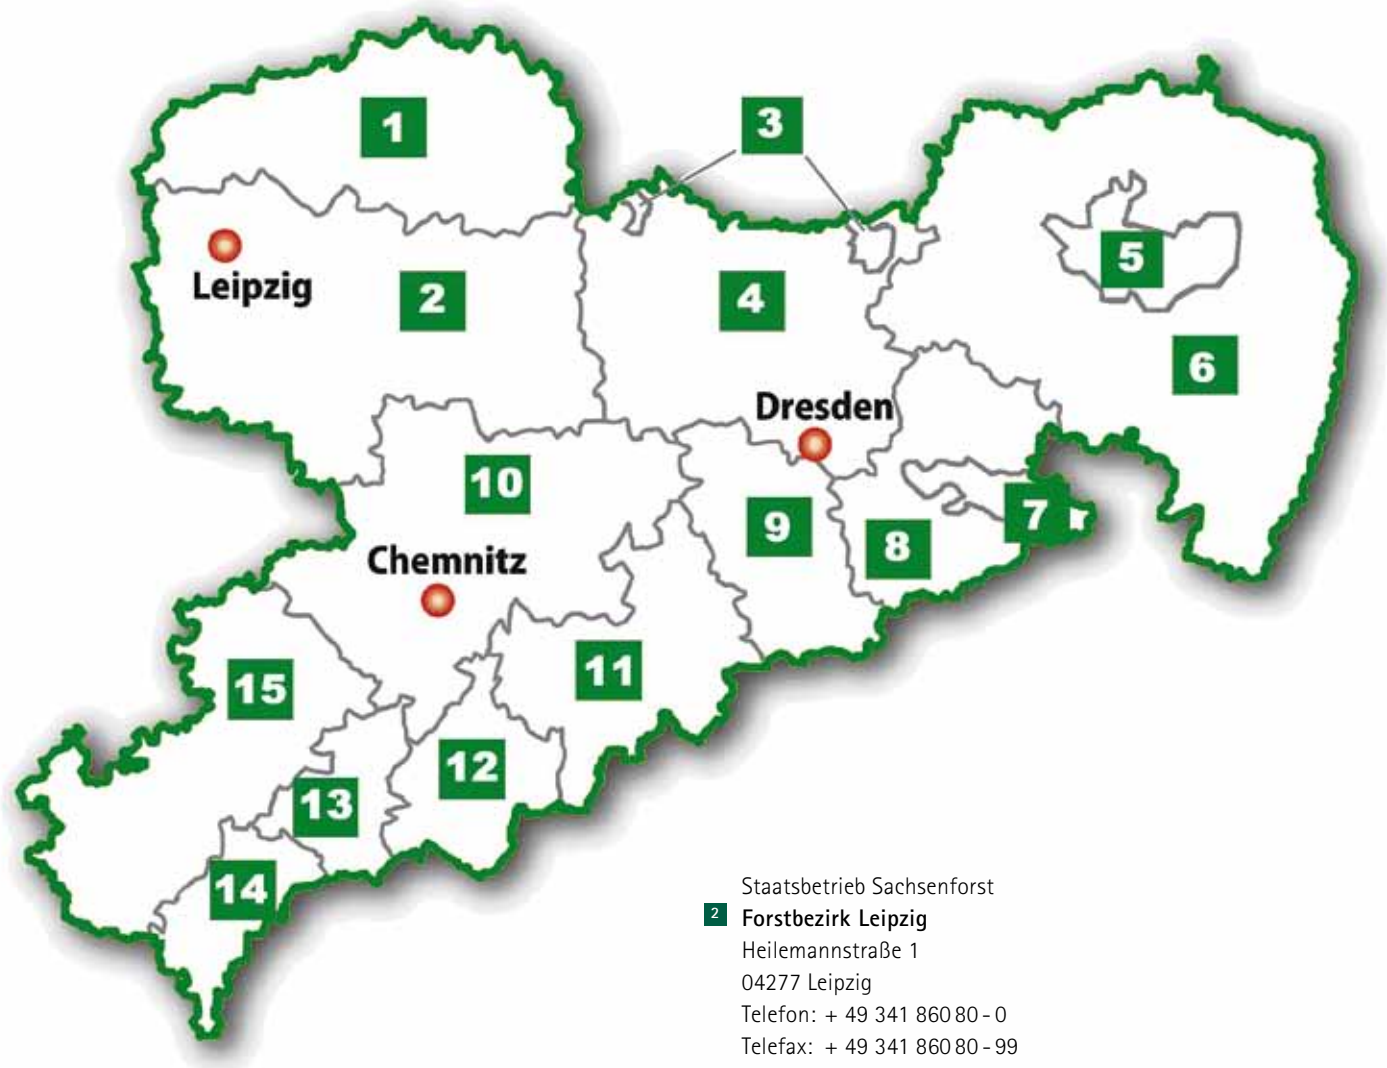 1
3
Leipzig
2
4
5
6
Dresden
10
9
7
8
Chemnitz
11
15
12
13
14
Staatsbetrieb Sachsenforst
2 Forstbezirk Leipzig
Heilemannstraße 1
04277 Leipzig
Telefon: + 49 341 860 80 - 0
Telefax: + 49 341 860 80 - 99